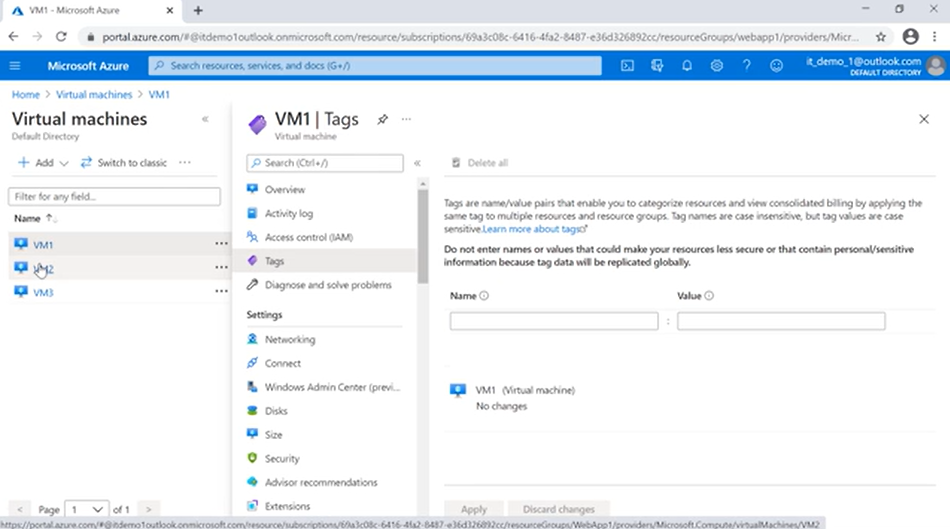 VM1 - Microsoft Azure
portal.azure.com/#@itdemo1outlook.onmicrosoft.com/resource/subscriptions/69a3c08c-6416-4fa2-8487-e36d326892cc/resourceGroups/webapp1/providers/Micr...
Microsoft Azure
Search resources, services, and docs (G+/)
it_demo_1@outlook.com
DEFAULT DIRECTORY
Home > Virtual machines > VM1
Virtual machines
Default Directory
Add
Switch to classic
Filter for any field...
Name
VM1
VM2
VM3
Page 1 of 1
VM1 | Tags
Virtual machine
Search (Ctrl+/)
Overview
Activity log
Access control (IAM)
Tags
Diagnose and solve problems
Settings
Networking
Connect
Windows Admin Center (previ...
Disks
Size
Security
Advisor recommendations
Extensions
Delete all
Tags are name/value pairs that enable you to categorize resources and view consolidated billing by applying the
same tag to multiple resources and resource groups. Tag names are case insensitive, but tag values are case
sensitive. Learn more about tags
Do not enter names or values that could make your resources less secure or that contain personal/sensitive
information because tag data will be replicated globally.
Name
Value
:
VM1 (Virtual machine)
No changes
Apply
Discard changes
https://portal.azure.com/#@itdemo1outlook.onmicrosoft.com/resource/subscriptions/69a3c08c-6416-4fa2-8487-e36d326892cc/resourceGroups/WebApp1/providers/Microsoft.Compute/virtualMachines/VM2